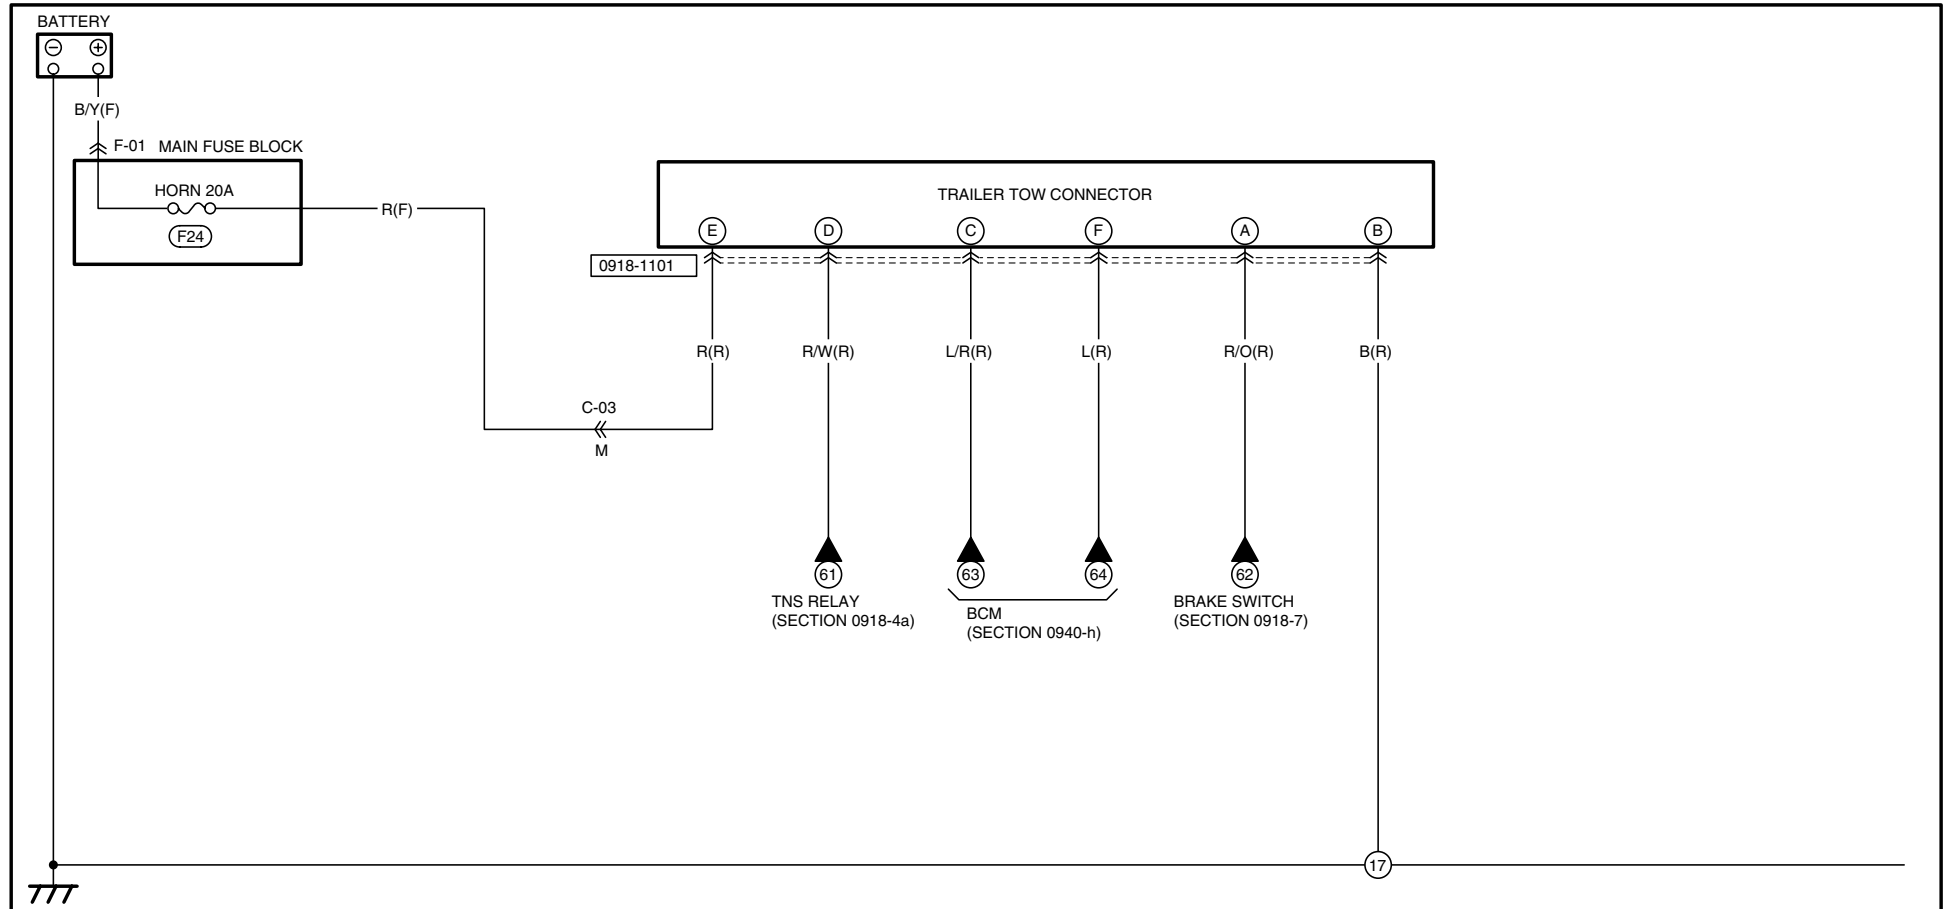 BATTERY
− +
B/Y(F)
F-01 MAIN FUSE BLOCK
HORN 20A
F24
R(F)
TRAILER TOW CONNECTOR
E D C F A B
0918-1101
R(R) R/W(R) L/R(R) L(R) R/O(R) B(R)
C-03
M
61 63 64 62
TNS RELAY
(SECTION 0918-4a)
BCM
(SECTION 0940-h)
BRAKE SWITCH
(SECTION 0918-7)
17